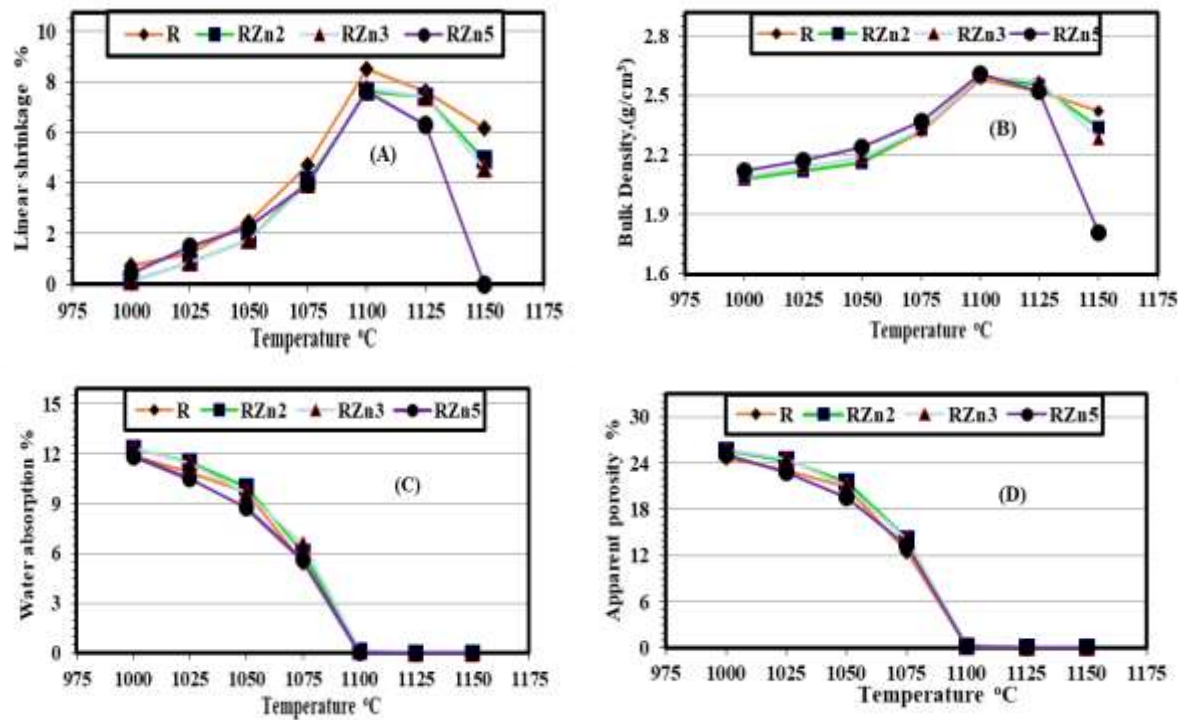 R RZn2 RZn3 RZn5
Linear shrinkage %
10
8
6
4
2
0
(A)
975 1000 1025 1050 1075 1100 1125 1150 1175
Temperature ºC
R RZn2 RZn3 RZn5
Bulk Density.(g/cm³)
2.8
2.5
2.2
1.9
1.6
(B)
975 1000 1025 1050 1075 1100 1125 1150 1175
Temperature ºC
R RZn2 RZn3 RZn5
Water absorption %
15
12
9
6
3
0
(C)
975 1000 1025 1050 1075 1100 1125 1150 1175
Temperature ºC
R RZn2 RZn3 RZn5
Apparent porosity %
30
24
18
12
6
0
(D)
975 1000 1025 1050 1075 1100 1125 1150 1175
Temperature ºC